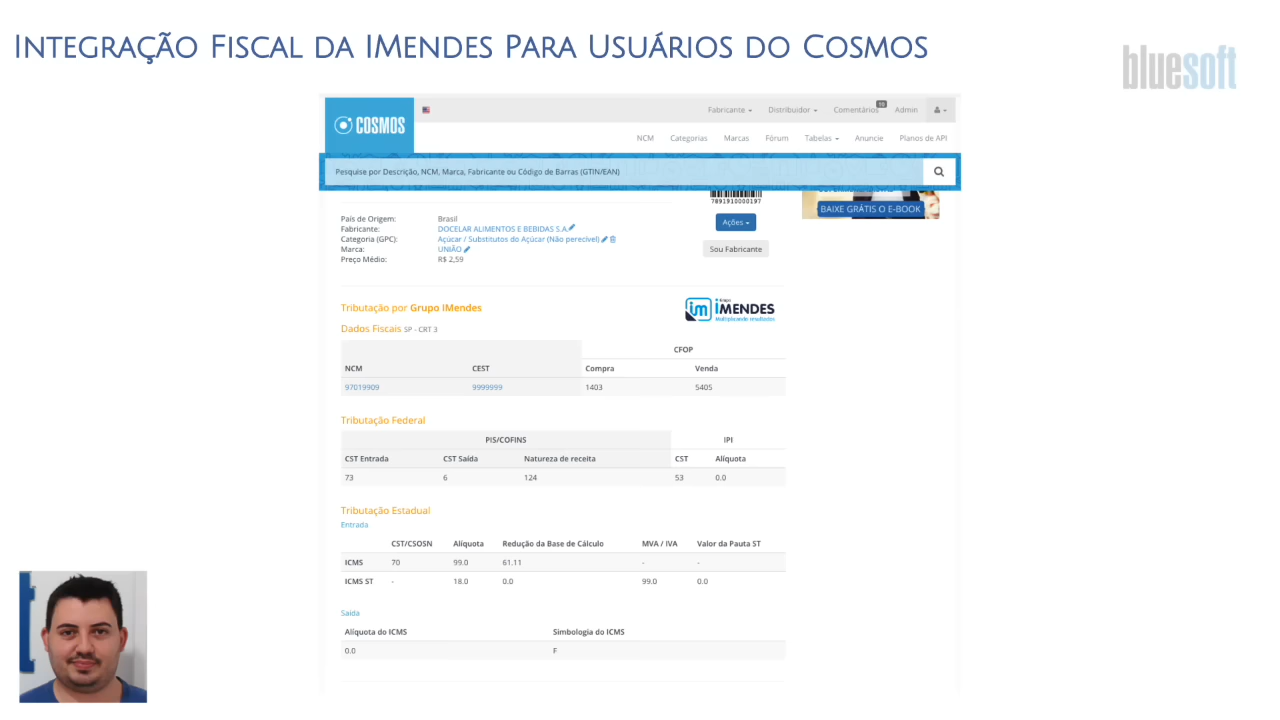 Integração Fiscal da IMendes Para Usuários do Cosmos
bluesoft
Fabricante Distribuidor Comentários 10 Admin
COSMOS
NCM Categorias Marcas Fórum Tabelas Anuncie Planos de API
Pesquise por Descrição, NCM, Marca, Fabricante ou Código de Barras (GTIN/EAN)
7891910000197
BAIXE GRÁTIS O E-BOOK
País de Origem: Brasil
Ações
Fabricante: DOCELAR ALIMENTOS E BEBIDAS S.A.
Categoria (GPC): Açúcar / Substitutos do Açúcar (Não perecível)
Marca: UNIÃO
Sou Fabricante
Preço Médio: R$ 2,59
Tributação por Grupo IMendes
Grupo
im IMENDES
Multiplicando resultados
Dados Fiscais SP - CRT 3
CFOP
NCM CEST Compra Venda
97019909 9999999 1403 5405
Tributação Federal
PIS/COFINS IPI
CST Entrada CST Saída Natureza de receita CST Alíquota
73 6 124 53 0.0
Tributação Estadual
Entrada
CST/CSOSN Alíquota Redução da Base de Cálculo MVA / IVA Valor da Pauta ST
ICMS 70 99.0 61.11 - -
ICMS ST - 18.0 0.0 99.0 0.0
Saída
Alíquota do ICMS Simbologia do ICMS
0.0 F